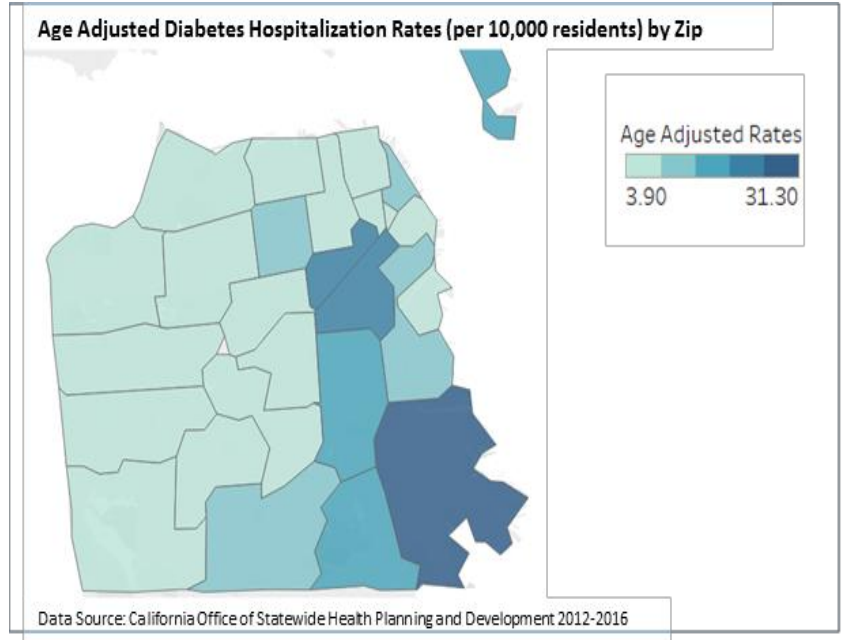 Age Adjusted Diabetes Hospitalization Rates (per 10,000 residents) by Zip
Age Adjusted Rates
3.90 31.30
Data Source: California Office of Statewide Health Planning and Development 2012-2016